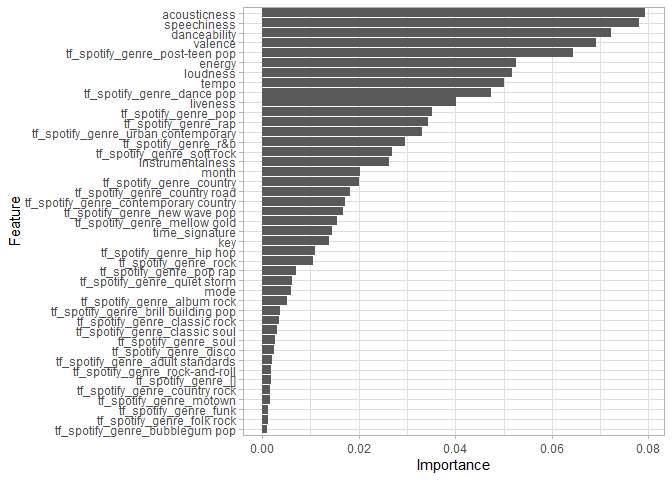 acousticness
speechiness
danceability
valence
tf_spotify_genre_post-teen pop
energy
loudness
tempo
tf_spotify_genre_dance pop
liveness
tf_spotify_genre_pop
tf_spotify_genre_rap
tf_spotify_genre_urban contemporary
tf_spotify_genre_r&b
tf_spotify_genre_soft rock
instrumentalness
month
tf_spotify_genre_country
tf_spotify_genre_country road
tf_spotify_genre_contemporary country
tf_spotify_genre_new wave pop
tf_spotify_genre_mellow gold
time_signature
key
tf_spotify_genre_hip hop
tf_spotify_genre_rock
tf_spotify_genre_pop rap
tf_spotify_genre_quiet storm
mode
tf_spotify_genre_album rock
tf_spotify_genre_brill building pop
tf_spotify_genre_classic rock
tf_spotify_genre_classic soul
tf_spotify_genre_soul
tf_spotify_genre_disco
tf_spotify_genre_adult standards
tf_spotify_genre_rock-and-roll
tf_spotify_genre_[]
tf_spotify_genre_country rock
tf_spotify_genre_motown
tf_spotify_genre_funk
tf_spotify_genre_folk rock
tf_spotify_genre_bubblegum pop
Feature
0.00 0.02 0.04 0.06 0.08
Importance